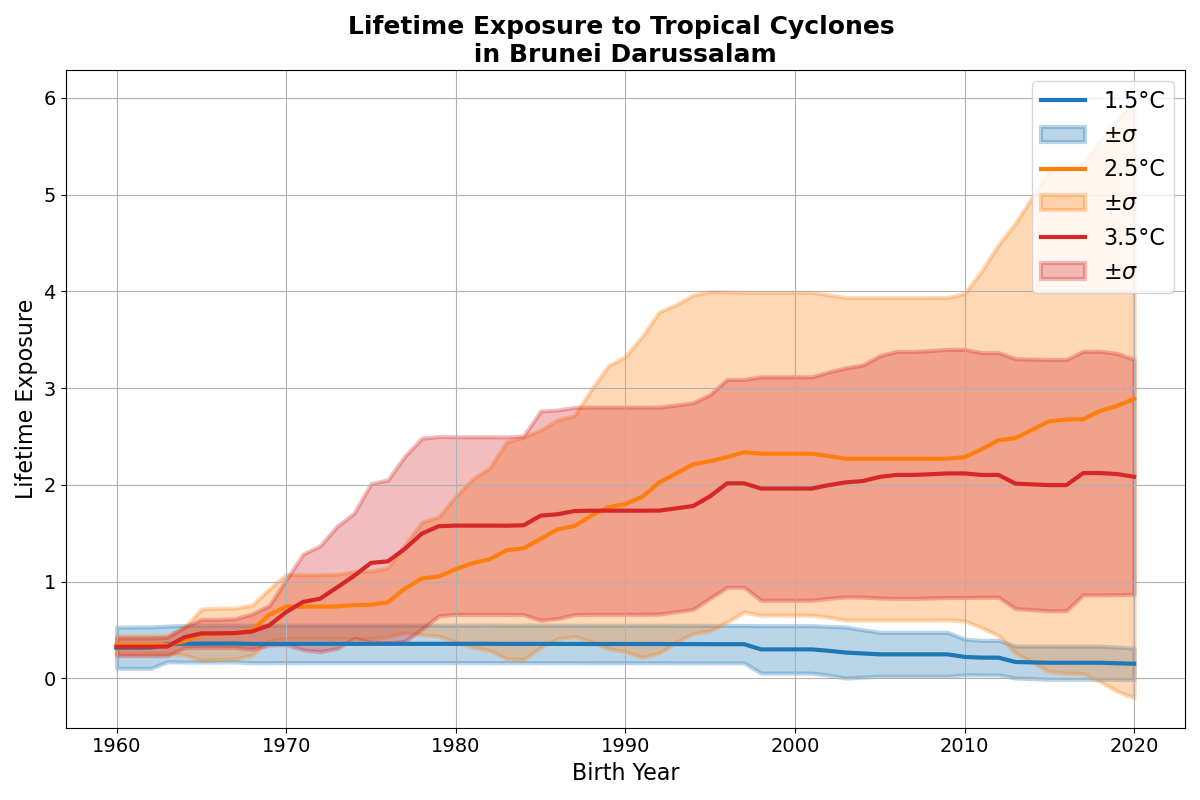 Lifetime Exposure to Tropical Cyclones
in Brunei Darussalam
1.5°C
±σ
2.5°C
±σ
3.5°C
±σ
Lifetime Exposure
6
5
4
3
2
1
0
1960 1970 1980 1990 2000 2010 2020
Birth Year